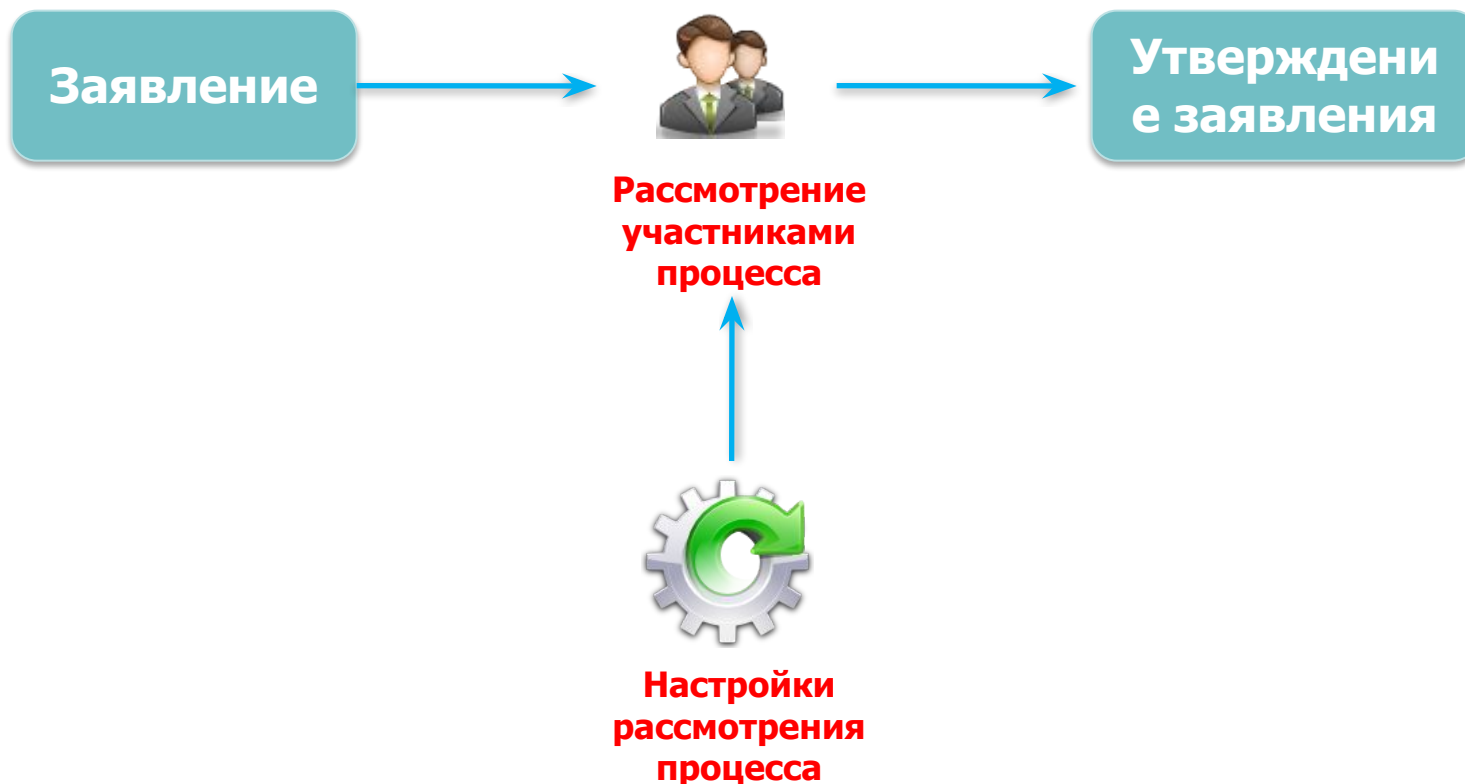 Заявление
Утверждени
е заявления
Рассмотрение
участниками
процесса
Настройки
рассмотрения
процесса